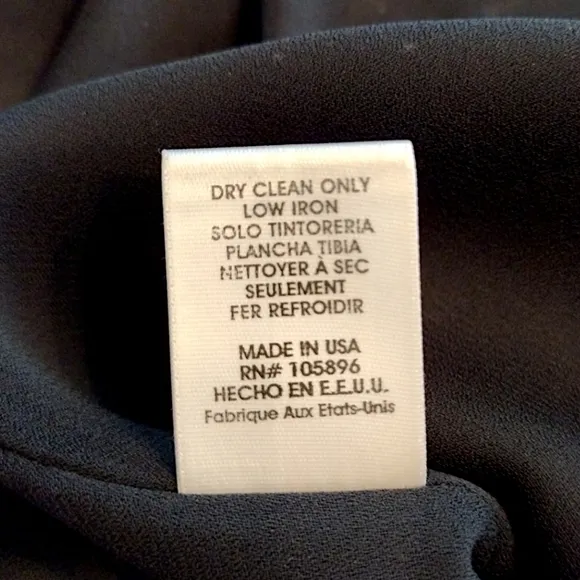 DRY CLEAN ONLY
LOW IRON
SOLO TINTORERIA
PLANCHA TIBIA
NETTOYER À SEC
SEULEMENT
FER REFROIDIR
MADE IN USA
RN# 105896
HECHO EN E.E.U.U.
Fabrique Aux Etats-Unis